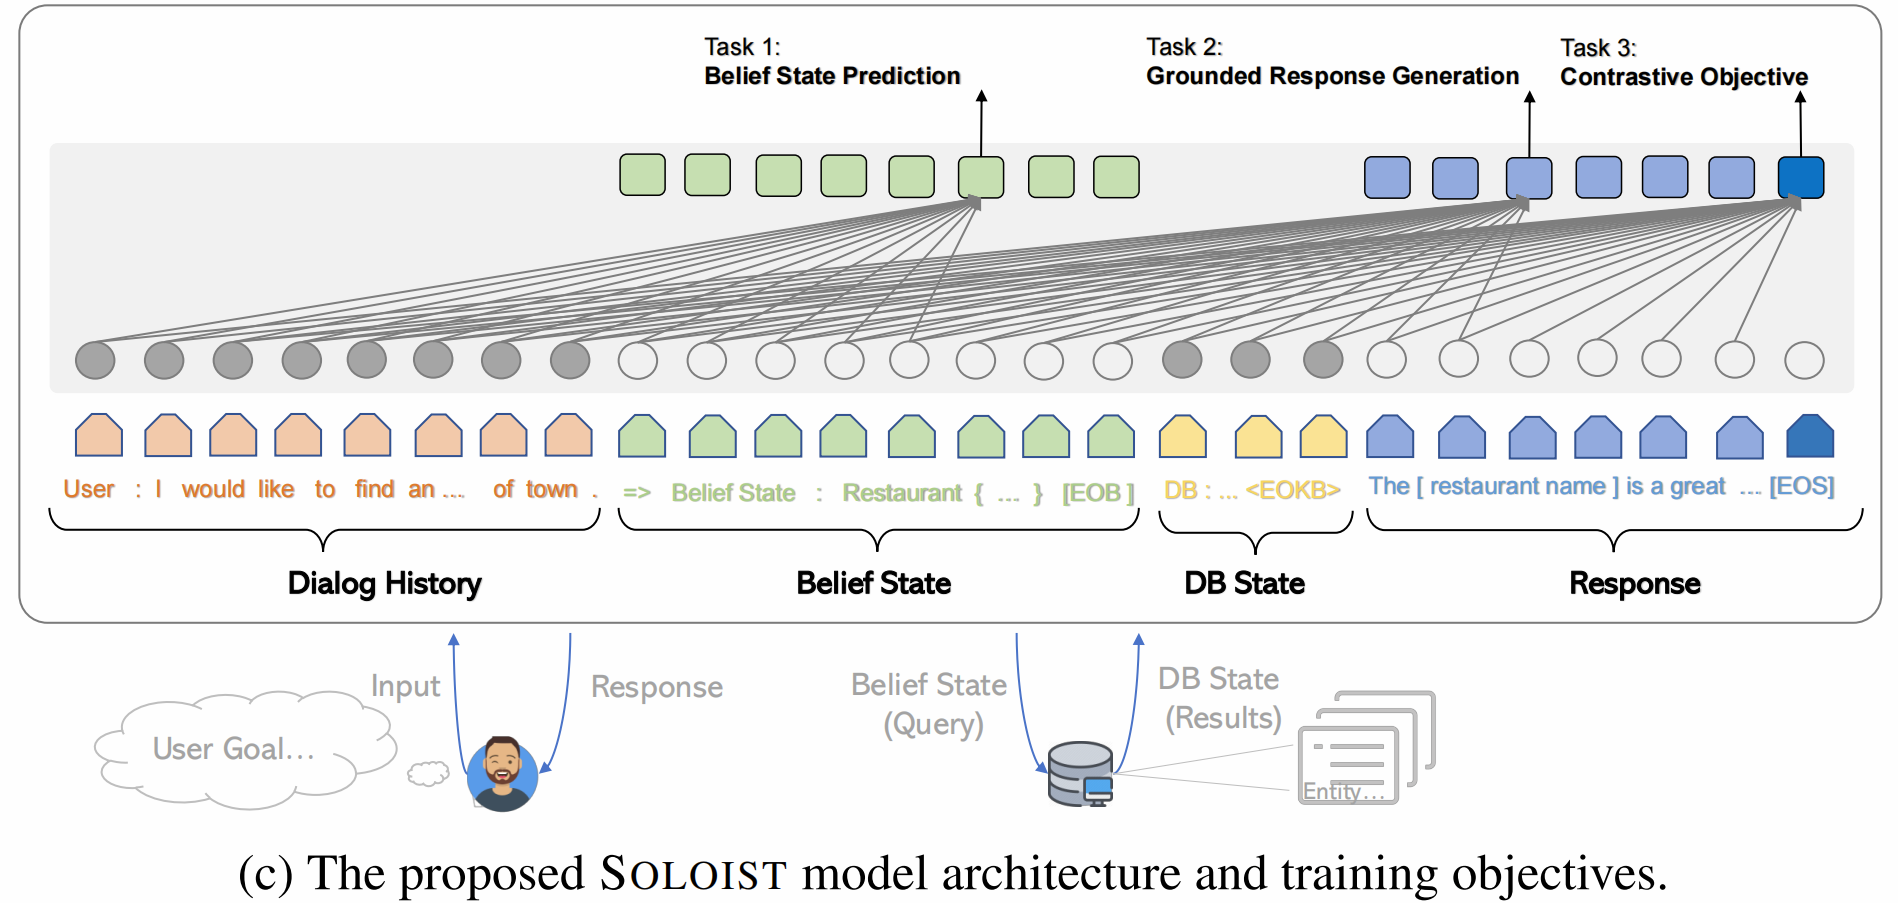 Task 1:
Belief State Prediction
Task 2:
Grounded Response Generation
Task 3:
Contrastive Objective
User : I would like to find an ... of town .
=> Belief State : Restaurant { ... } [EOB ]
DB : ... <EOKB>
The [ restaurant name ] is a great ... [EOS]
Dialog History
Belief State
DB State
Response
Input
Response
Belief State
(Query)
DB State
(Results)
User Goal...
Entity...
(c) The proposed SOLOIST model architecture and training objectives.